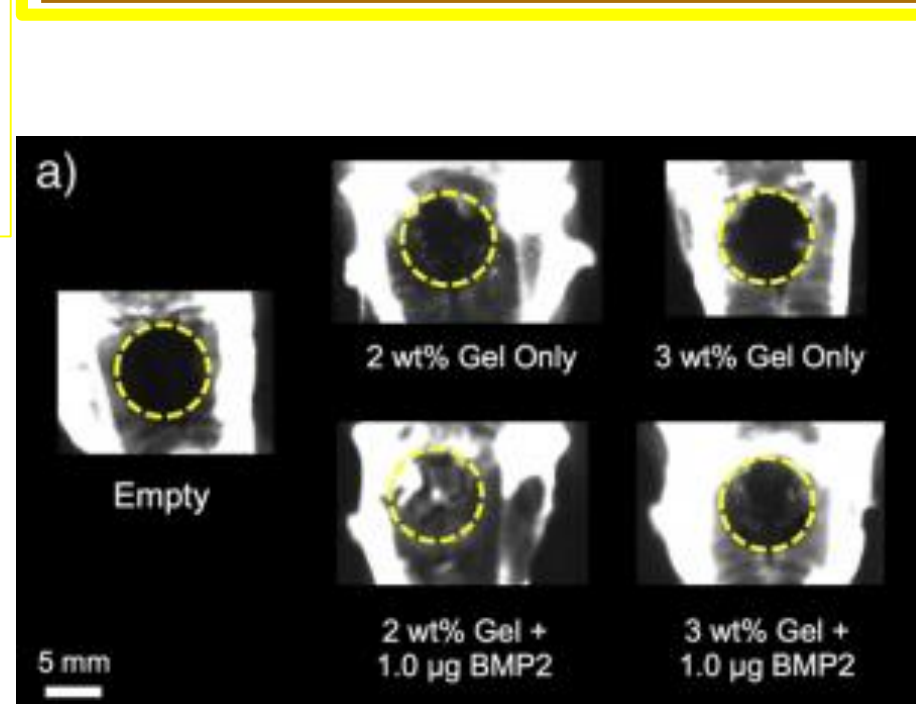 a)
2 wt% Gel Only
3 wt% Gel Only
Empty
2 wt% Gel +
1.0 µg BMP2
3 wt% Gel +
1.0 µg BMP2
5 mm